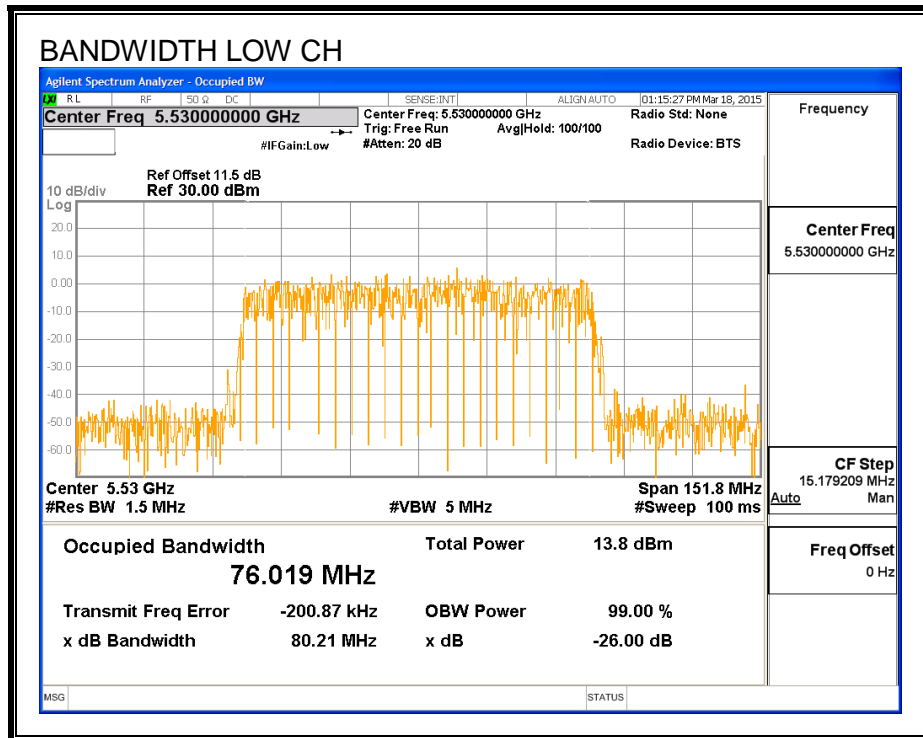 BANDWIDTH LOW CH
Agilent Spectrum Analyzer - Occupied BW
LXI RL RF 50 Ω DC SENSE:INT ALIGN AUTO 01:15:27 PM Mar 18, 2015
Center Freq 5.530000000 GHz
Center Freq: 5.530000000 GHz
Radio Std: None
Trig: Free Run
Avg|Hold: 100/100
#IFGain:Low
#Atten: 20 dB
Radio Device: BTS
Ref Offset 11.5 dB
10 dB/div
Ref 30.00 dBm
Log
20.0
10.0
0.00
-10.0
-20.0
-30.0
-40.0
-50.0
-60.0
Center 5.53 GHz
Span 151.8 MHz
#Res BW 1.5 MHz
#VBW 5 MHz
#Sweep 100 ms
Occupied Bandwidth
76.019 MHz
Total Power 13.8 dBm
Transmit Freq Error -200.87 kHz
OBW Power 99.00 %
x dB Bandwidth 80.21 MHz
x dB -26.00 dB
Frequency
Center Freq
5.530000000 GHz
CF Step
15.179209 MHz
Auto Man
Freq Offset
0 Hz
MSG
STATUS